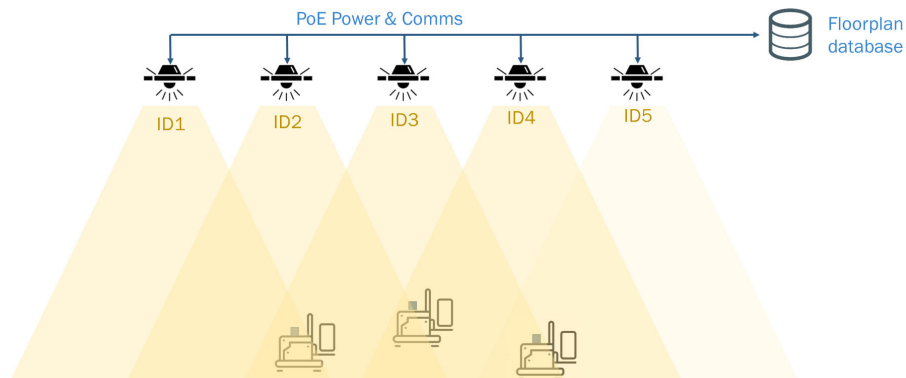 PoE Power & Comms
Floorplan
database
ID1
ID2
ID3
ID4
ID5